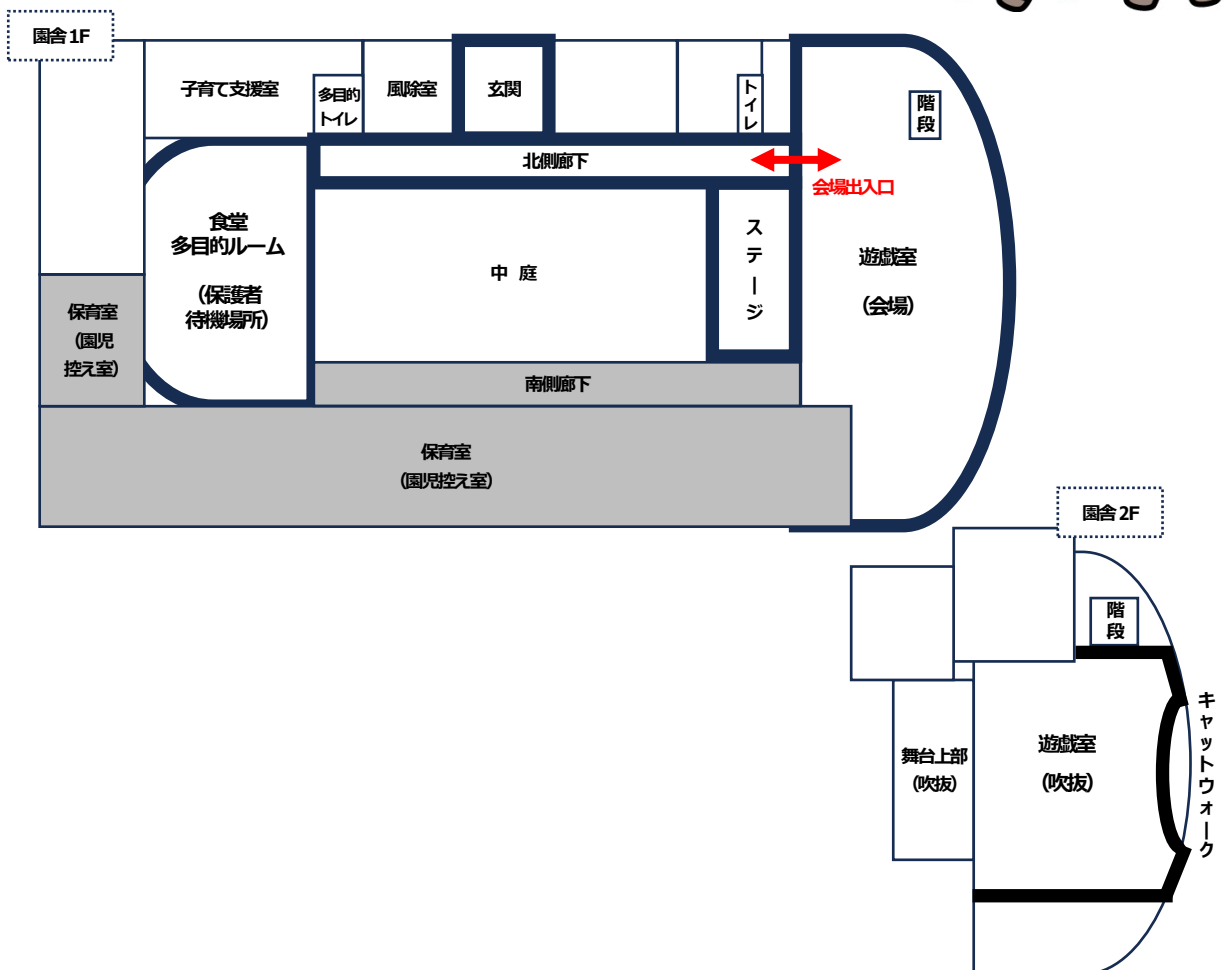 園舎1F
子育て支援室
多目的
トイレ
風除室
玄関
トイレ
階段
北側廊下
会場出入口
食堂
多目的ルーム
(保護者
待機場所)
中 庭
ステージ
遊戯室
(会場)
保育室
(園児
控え室)
南側廊下
保育室
(園児控え室)
園舎2F
階段
キャットウォーク
舞台上部
(吹抜)
遊戯室
(吹抜)